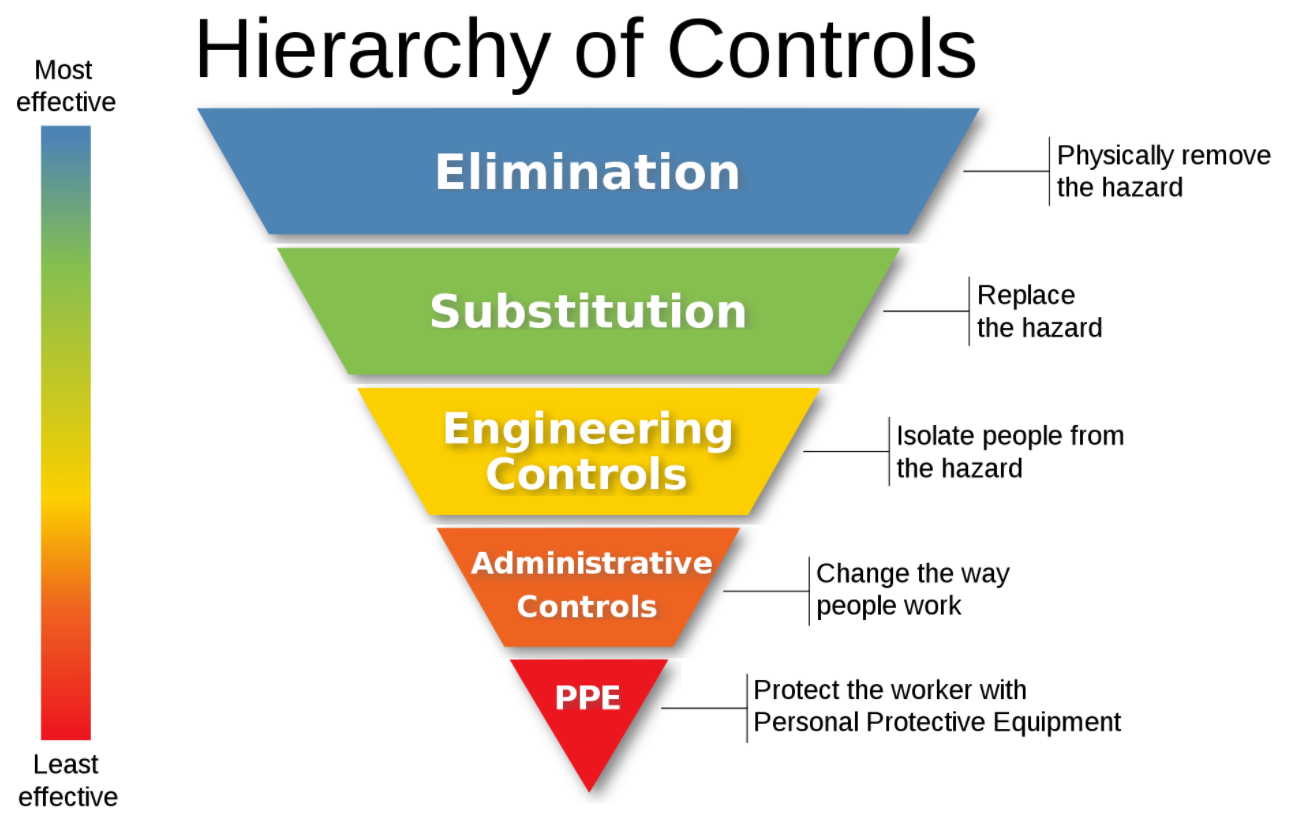 Hierarchy of Controls
Most
effective
Elimination
Physically remove
the hazard
Substitution
Replace
the hazard
Engineering
Controls
Isolate people from
the hazard
Administrative
Controls
Change the way
people work
PPE
Protect the worker with
Personal Protective Equipment
Least
effective